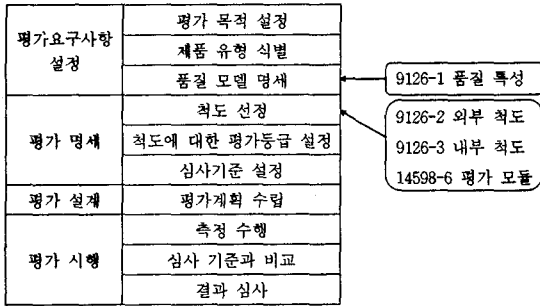 평가요구사항
설정
평가 목적 설정
제품 유형 식별
품질 모델 명세
평가 명세
척도 선정
척도에 대한 평가등급 설정
심사기준 설정
평가 설계
평가계획 수립
평가 시행
측정 수행
심사 기준과 비교
결과 심사
9126-1 품질 특성
9126-2 외부 척도
9126-3 내부 척도
14598-6 평가 모듈